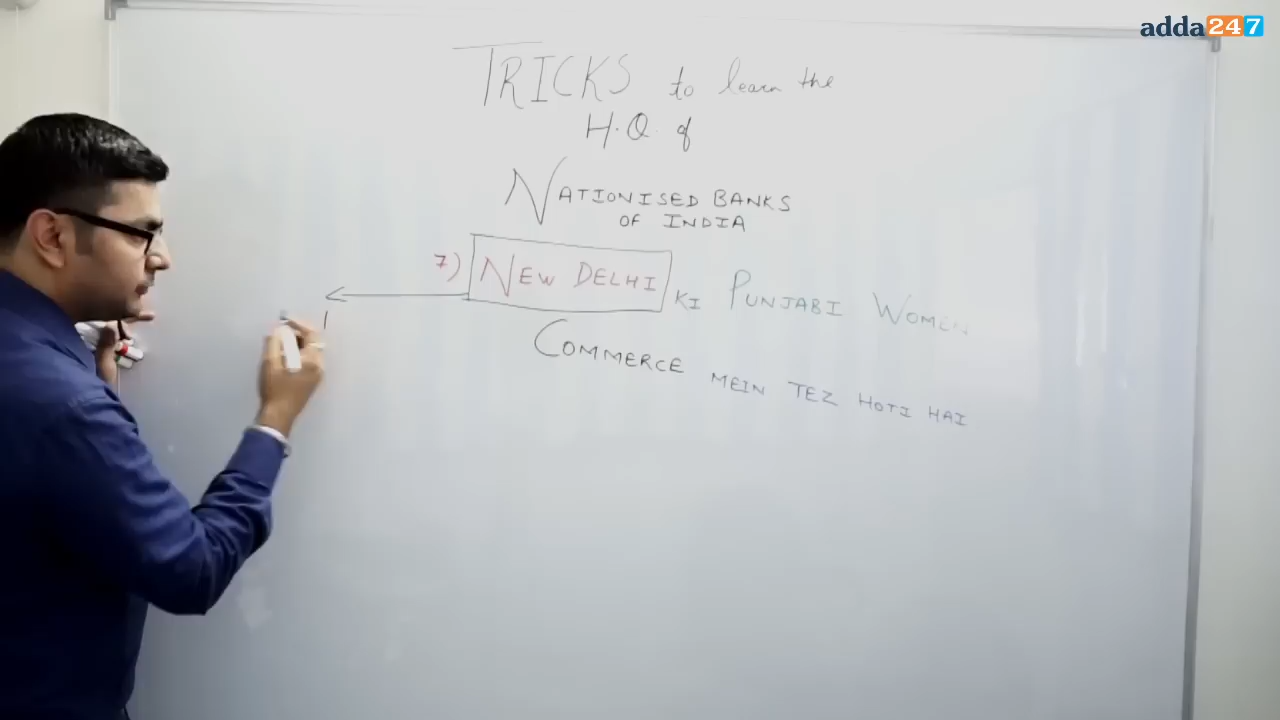 adda247
TRICKS to learn the
H.Q. of
NATIONISED BANKS
OF INDIA
7) NEW DELHI KI PUNJABI WOMEN
COMMERCE MEIN TEZ HOTI HAI